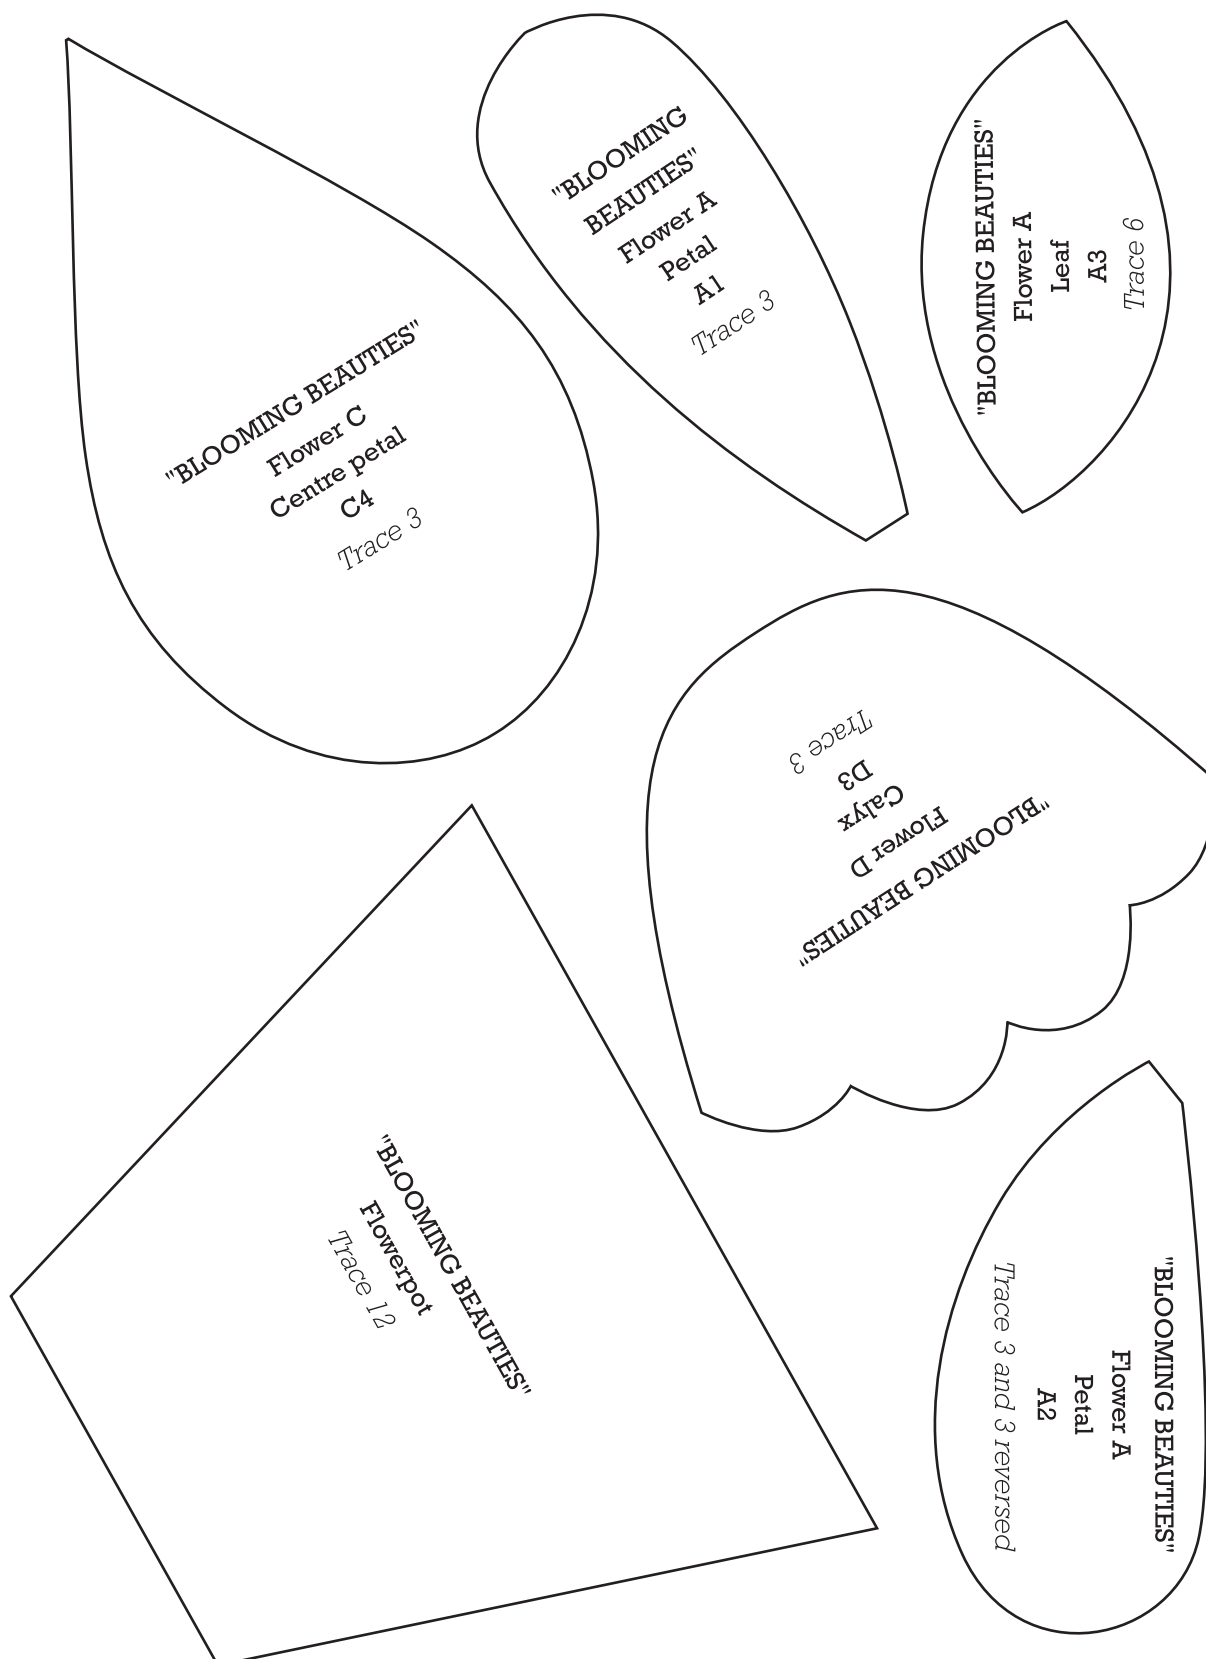 "BLOOMING BEAUTIES"
Flower C
Centre petal
C4
Trace 3
"BLOOMING
BEAUTIES"
Flower A
Petal
A1
Trace 3
"BLOOMING BEAUTIES"
Flower A
Leaf
A3
Trace 6
"BLOOMING BEAUTIES"
Flower D
Calyx
D3
Trace 3
"BLOOMING BEAUTIES"
Flowerpot
Trace 12
"BLOOMING BEAUTIES"
Flower A
Petal
A2
Trace 3 and 3 reversed